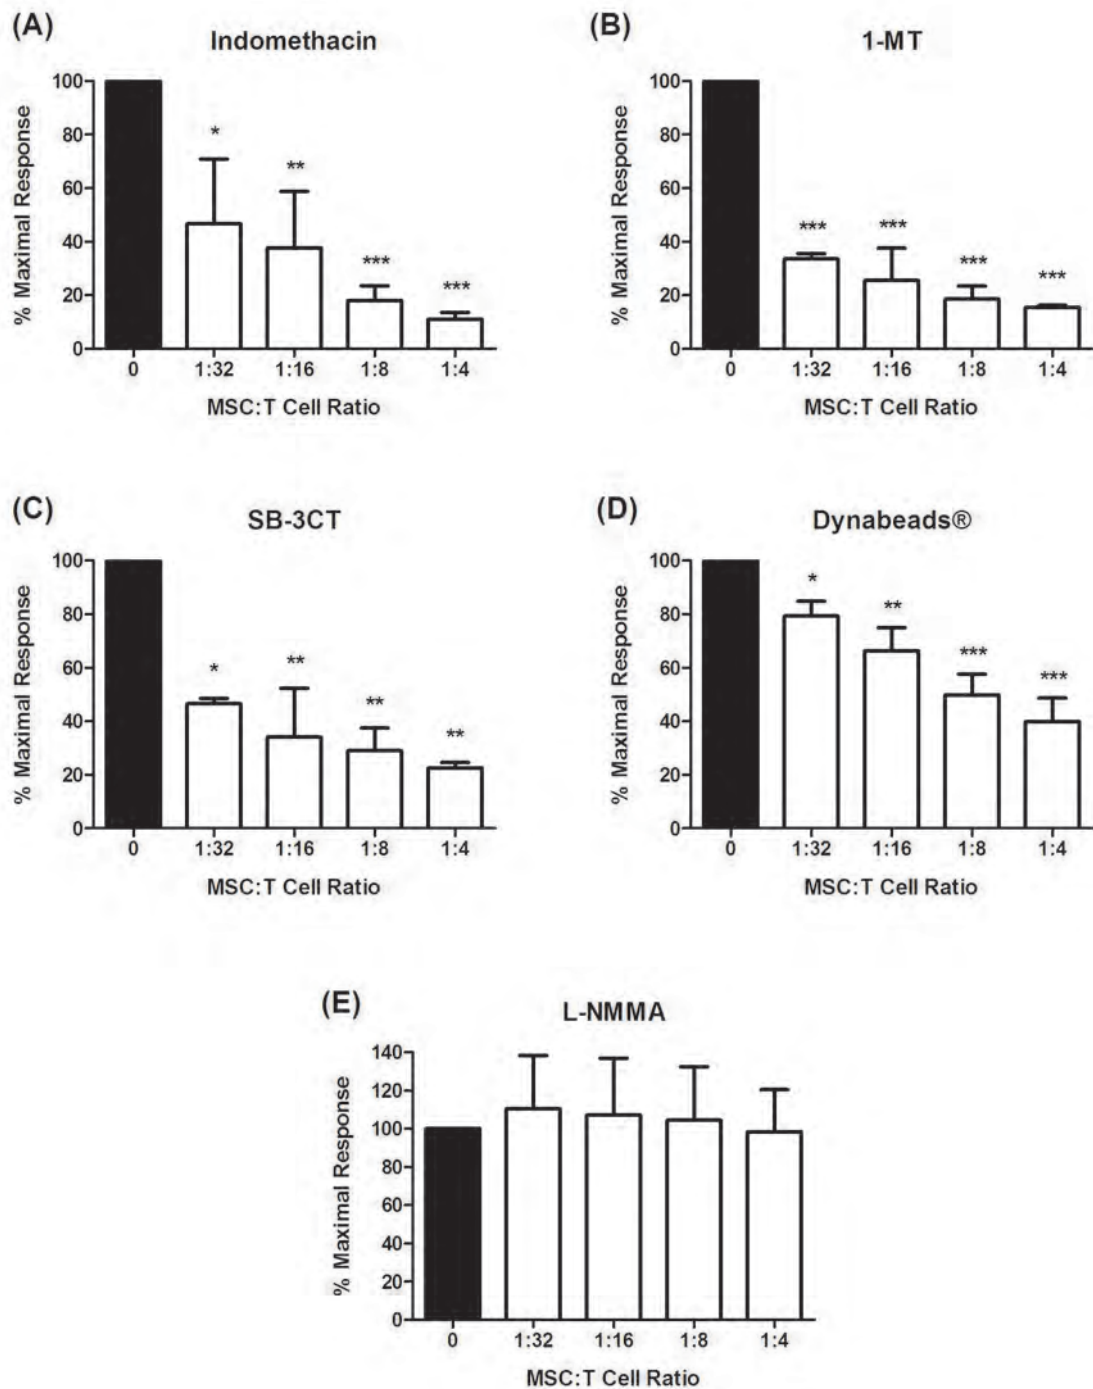 (A)
Indomethacin
% Maximal Response
100
80
60
40
20
0
*
**
***
***
0 1:32 1:16 1:8 1:4
MSC:T Cell Ratio
(B)
1-MT
% Maximal Response
100
80
60
40
20
0
***
***
***
***
0 1:32 1:16 1:8 1:4
MSC:T Cell Ratio
(C)
SB-3CT
% Maximal Response
100
80
60
40
20
0
*
**
**
**
0 1:32 1:16 1:8 1:4
MSC:T Cell Ratio
(D)
Dynabeads®
% Maximal Response
100
80
60
40
20
0
*
**
***
***
0 1:32 1:16 1:8 1:4
MSC:T Cell Ratio
(E)
L-NMMA
% Maximal Response
140
120
100
80
60
40
20
0
0 1:32 1:16 1:8 1:4
MSC:T Cell Ratio